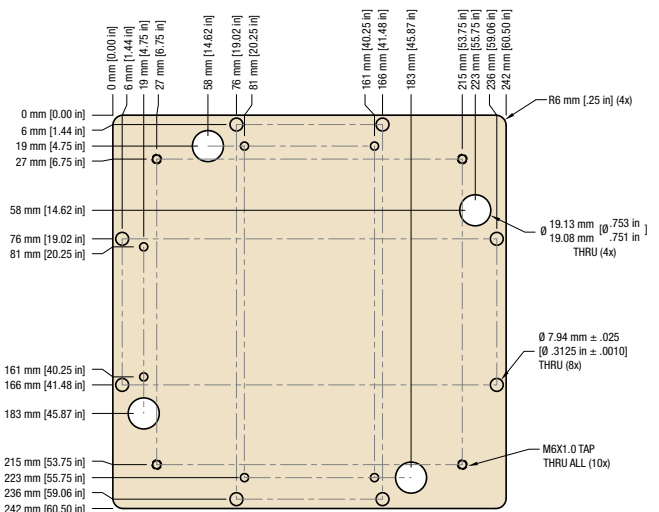 0 mm [0.00 in]
6 mm [1.44 in]
19 mm [4.75 in]
27 mm [6.75 in]
58 mm [14.62 in]
76 mm [19.02 in]
81 mm [20.25 in]
161 mm [40.25 in]
166 mm [41.48 in]
183 mm [45.87 in]
215 mm [53.75 in]
223 mm [55.75 in]
236 mm [59.06 in]
242 mm [60.50 in]
0 mm [0.00 in]
6 mm [1.44 in]
19 mm [4.75 in]
27 mm [6.75 in]
58 mm [14.62 in]
76 mm [19.02 in]
81 mm [20.25 in]
161 mm [40.25 in]
166 mm [41.48 in]
183 mm [45.87 in]
215 mm [53.75 in]
223 mm [55.75 in]
236 mm [59.06 in]
242 mm [60.50 in]
R6 mm [.25 in] (4x)
Ø 19.13 mm [Ø .753 in
19.08 mm .751 in ]
THRU (4x)
Ø 7.94 mm ± .025
[Ø .3125 in ± .0010]
THRU (8x)
M6X1.0 TAP
THRU ALL (10x)